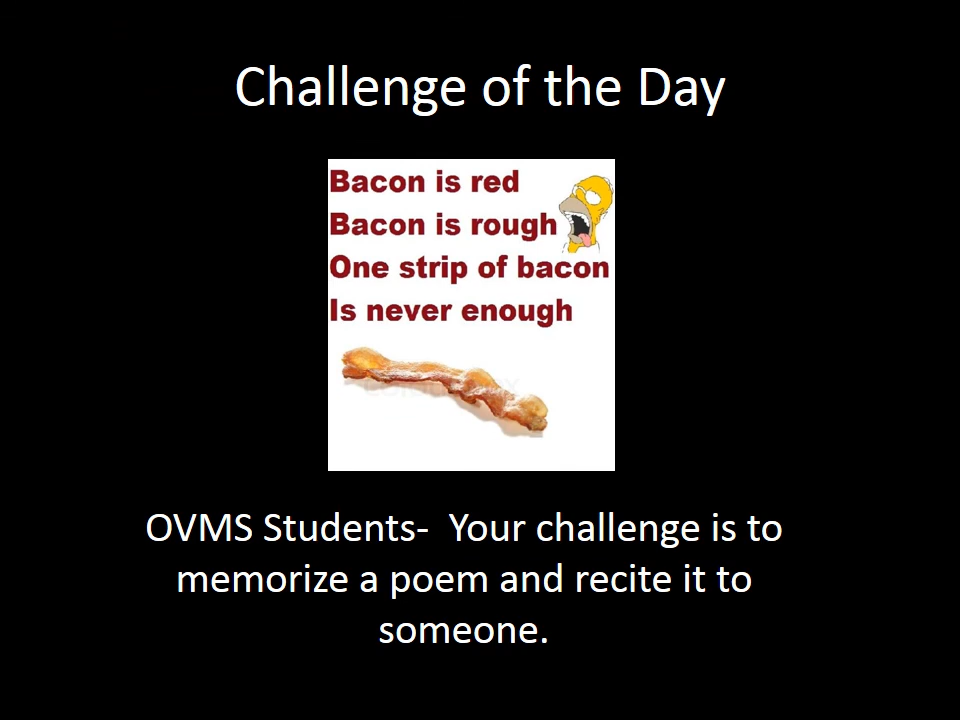 Challenge of the Day
Bacon is red
Bacon is rough
One strip of bacon
Is never enough
OVMS Students-  Your challenge is to
memorize a poem and recite it to
someone.